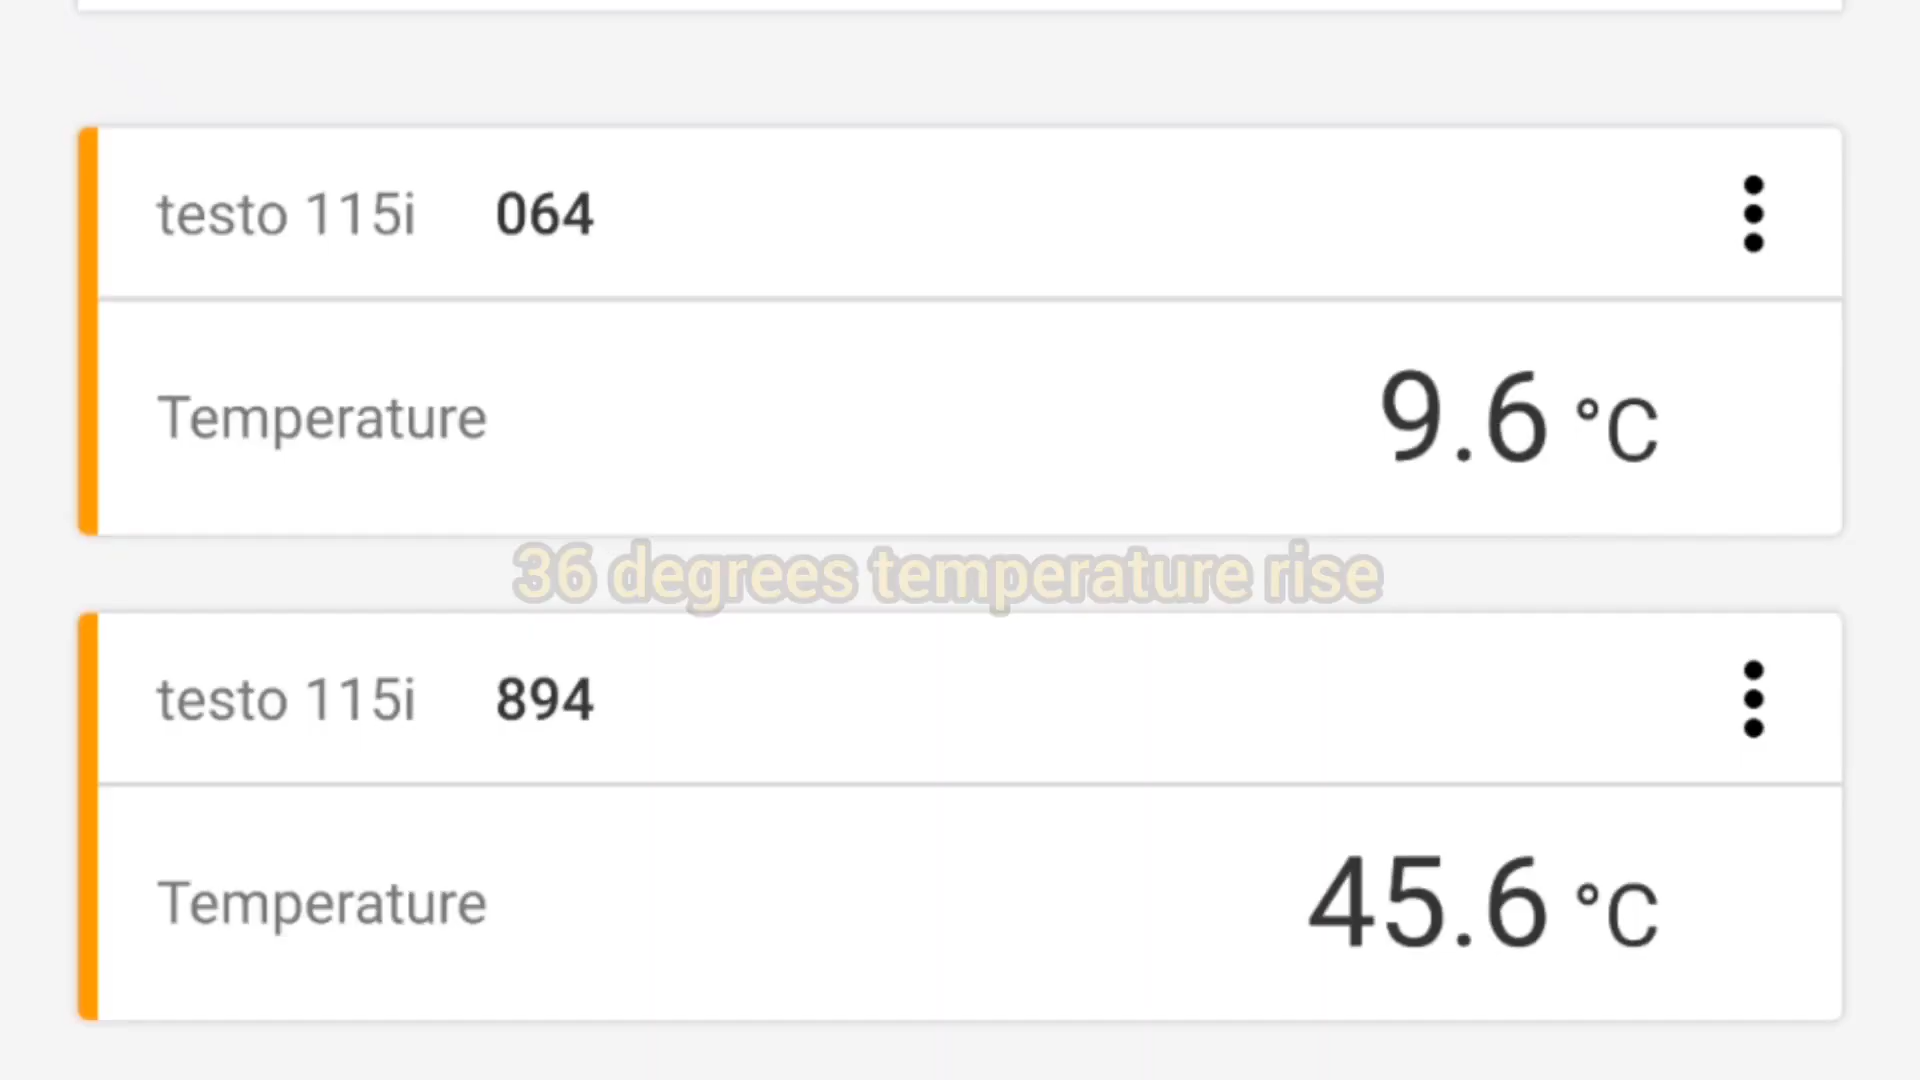 testo 115i 064
Temperature 9.6 °C
36 degrees temperature rise
testo 115i 894
Temperature 45.6 °C